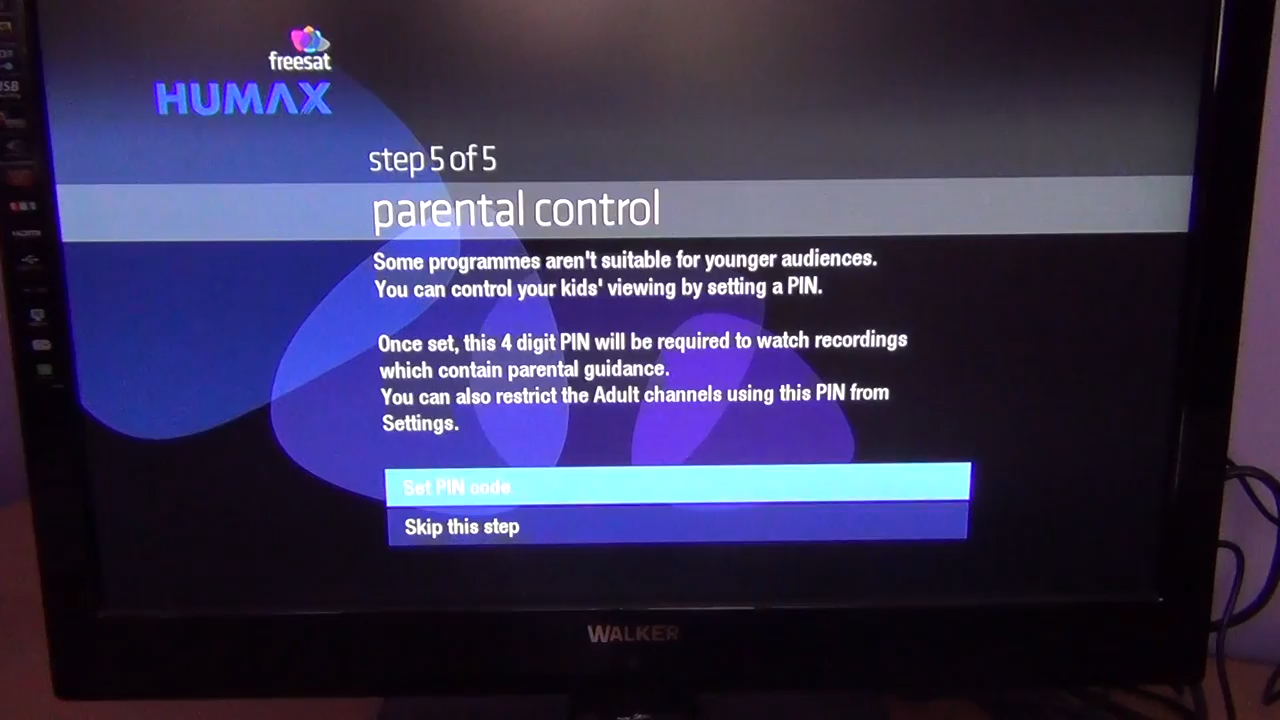 freesat
HUMAX
step 5 of 5
parental control
Some programmes aren't suitable for younger audiences.
You can control your kids' viewing by setting a PIN.
Once set, this 4 digit PIN will be required to watch recordings
which contain parental guidance.
You can also restrict the Adult channels using this PIN from
Settings.
Set PIN code
Skip this step
WALKER
USB
HDMI